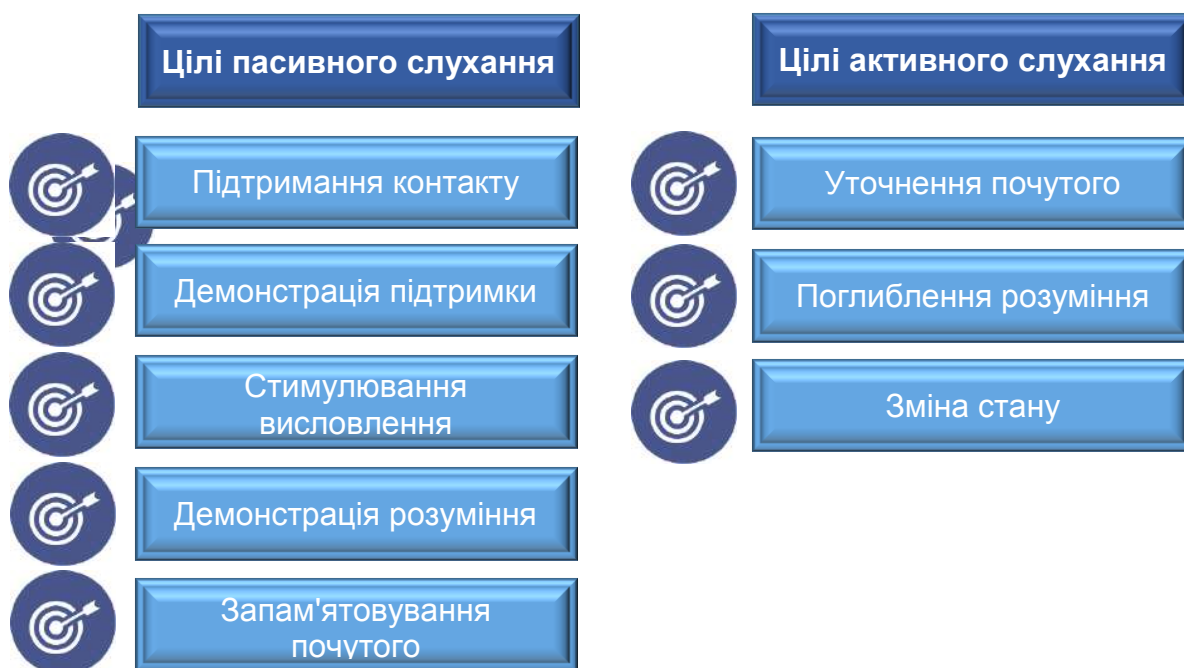 Цілі пасивного слухання
Підтримання контакту
Демонстрація підтримки
Стимулювання
висловлення
Демонстрація розуміння
Запам'ятовування
почутого
Цілі активного слухання
Уточнення почутого
Поглиблення розуміння
Зміна стану